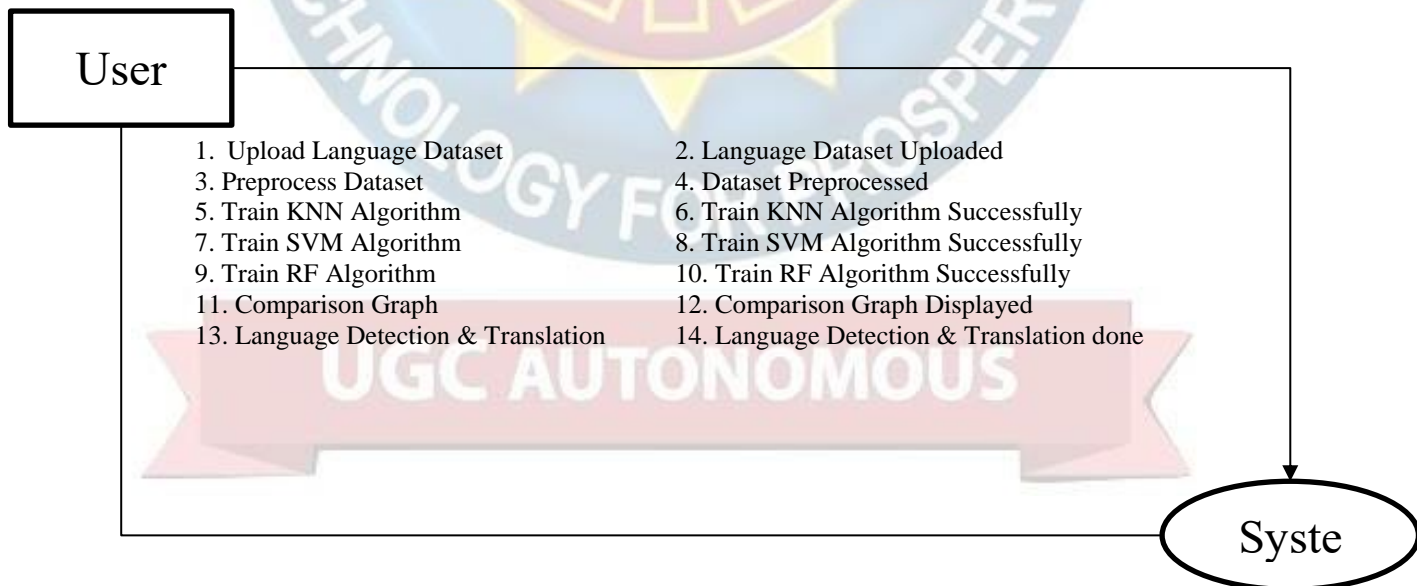 TECHNOLOGY FOR PROSPER
User
1. Upload Language Dataset 2. Language Dataset Uploaded
3. Preprocess Dataset 4. Dataset Preprocessed
5. Train KNN Algorithm 6. Train KNN Algorithm Successfully
7. Train SVM Algorithm 8. Train SVM Algorithm Successfully
9. Train RF Algorithm 10. Train RF Algorithm Successfully
11. Comparison Graph 12. Comparison Graph Displayed
13. Language Detection & Translation 14. Language Detection & Translation done
UGC AUTONOMOUS
Syste